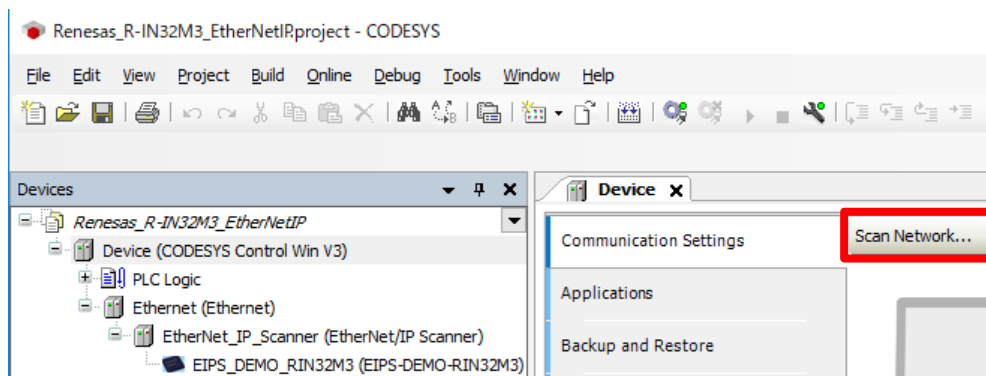 Renesas_R-IN32M3_EtherNetIP.project - CODESYS
File Edit View Project Build Online Debug Tools Window Help
Devices
Device
Renesas_R-IN32M3_EtherNetIP
Device (CODESYS Control Win V3)
PLC Logic
Ethernet (Ethernet)
EtherNet_IP_Scanner (EtherNet/IP Scanner)
EIPS_DEMO_RIN32M3 (EIPS-DEMO-RIN32M3)
Communication Settings
Scan Network...
Applications
Backup and Restore